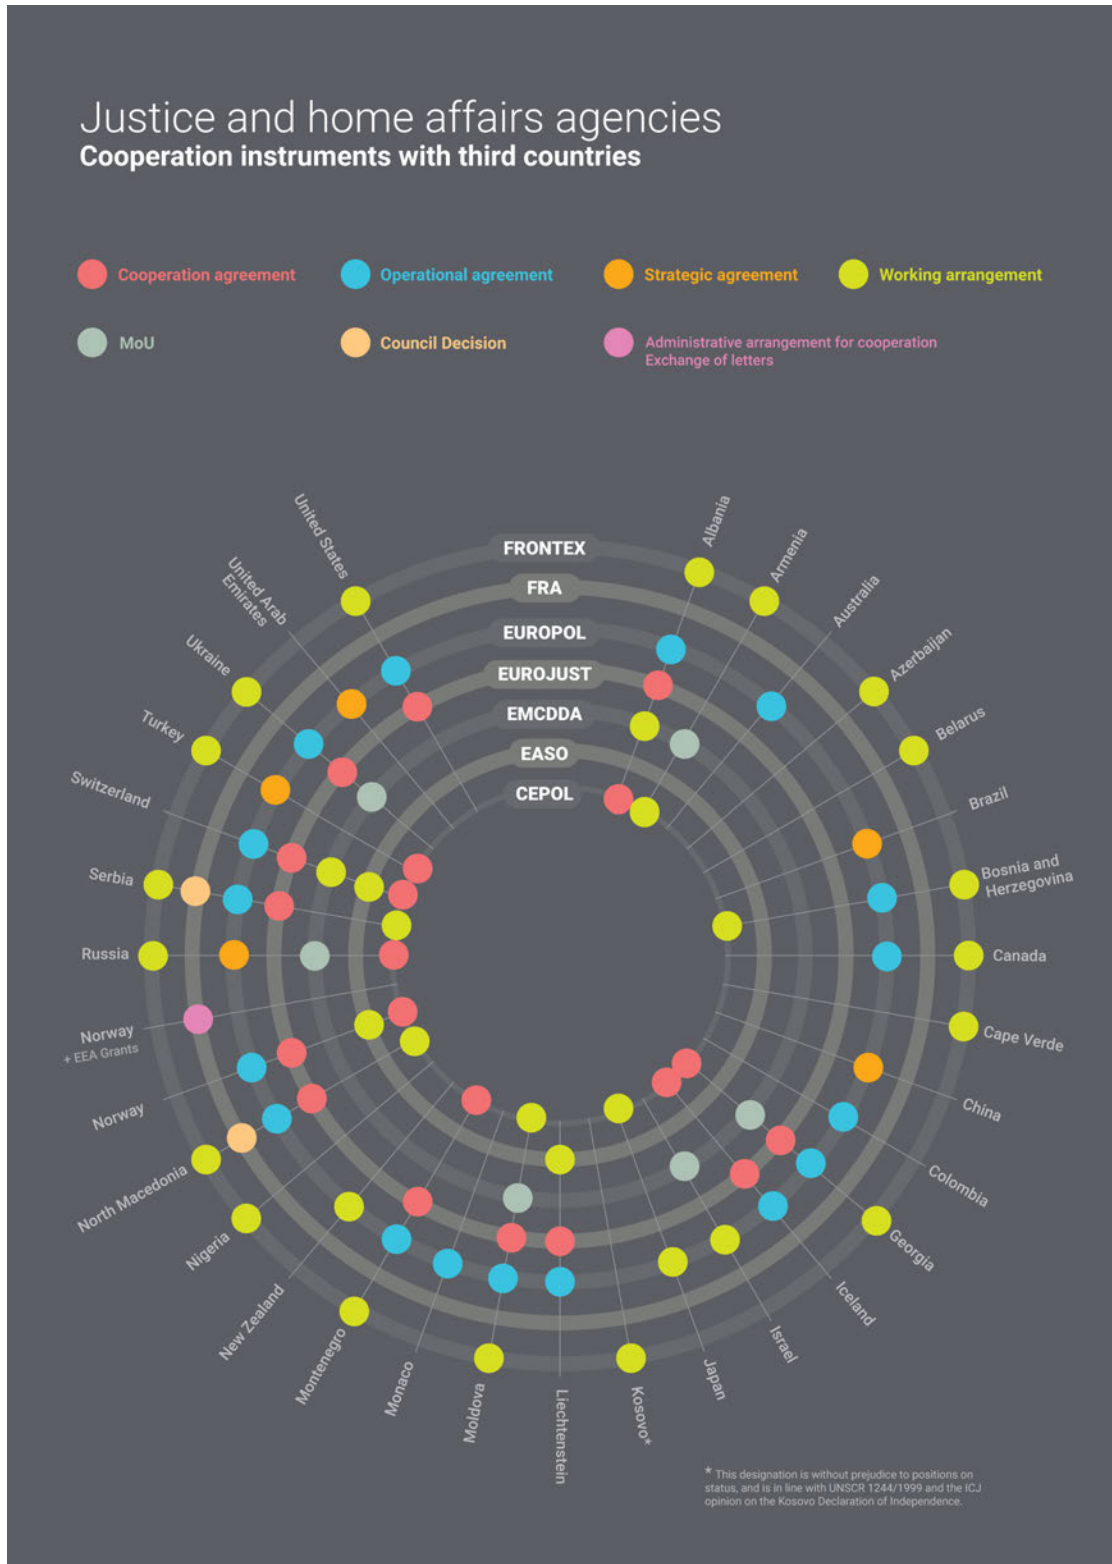 Justice and home affairs agencies
Cooperation instruments with third countries
Cooperation agreement
Operational agreement
Strategic agreement
Working arrangement
MoU
Council Decision
Administrative arrangement for cooperation
Exchange of letters
FRONTEX
FRA
EUROPOL
EUROJUST
EMCDDA
EASO
CEPOL
Albania
Armenia
Australia
Azerbaijan
Belarus
Brazil
Bosnia and
Herzegovina
Canada
Cape Verde
China
Colombia
Georgia
Iceland
Israel
Japan
Kosovo*
Liechtenstein
Moldova
Monaco
Montenegro
New Zealand
Nigeria
North Macedonia
Norway
Norway
+ EEA Grants
Russia
Serbia
Switzerland
Turkey
Ukraine
United Arab
Emirates
United States
* This designation is without prejudice to positions on
status, and is in line with UNSCR 1244/1999 and the ICJ
opinion on the Kosovo Declaration of Independence.